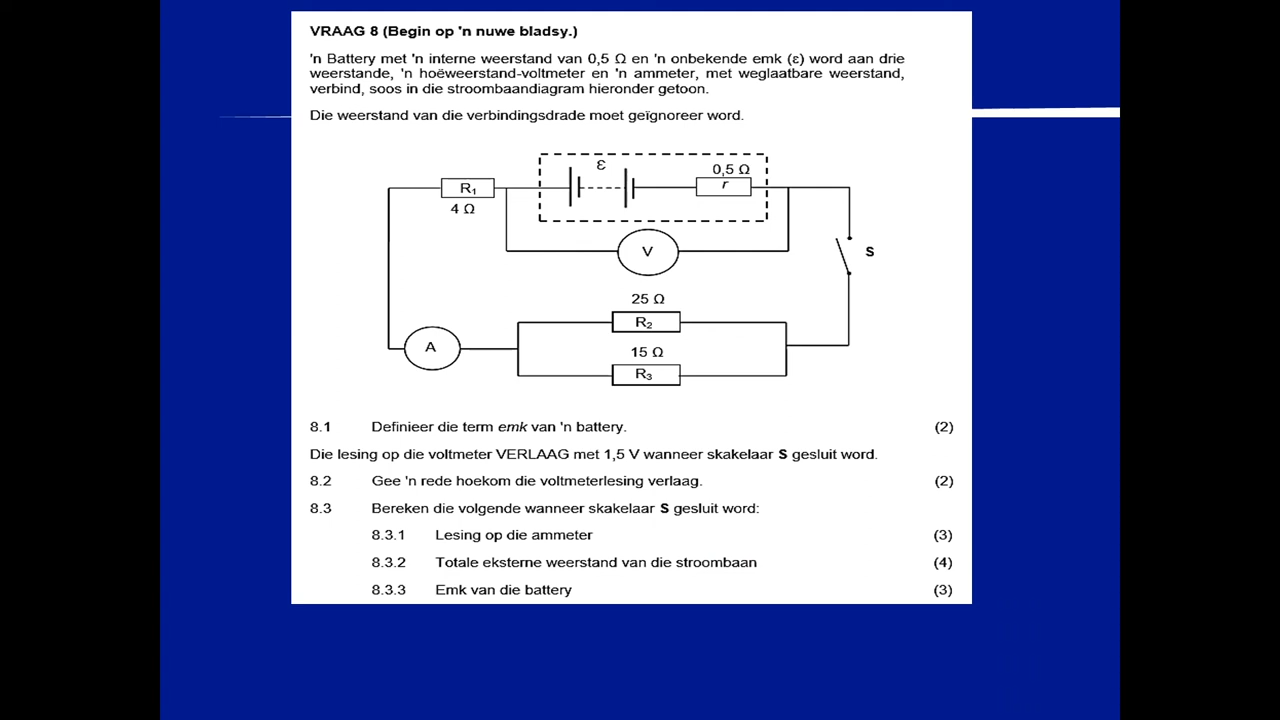 VRAAG 8 (Begin op 'n nuwe bladsy.)
'n Battery met 'n interne weerstand van 0,5 Ω en 'n onbekende emk (ε) word aan drie
weerstande, 'n hoëweerstand-voltmeter en 'n ammeter, met weglaatbare weerstand,
verbind, soos in die stroombaandiagram hieronder getoon.
Die weerstand van die verbindingsdrade moet geïgnoreer word.
ε
0,5 Ω
R₁
r
4 Ω
V
S
25 Ω
R₂
A
15 Ω
R₃
8.1 Definieer die term emk van 'n battery. (2)
Die lesing op die voltmeter VERLAAG met 1,5 V wanneer skakelaar S gesluit word.
8.2 Gee 'n rede hoekom die voltmeterlesing verlaag. (2)
8.3 Bereken die volgende wanneer skakelaar S gesluit word:
8.3.1 Lesing op die ammeter (3)
8.3.2 Totale eksterne weerstand van die stroombaan (4)
8.3.3 Emk van die battery (3)